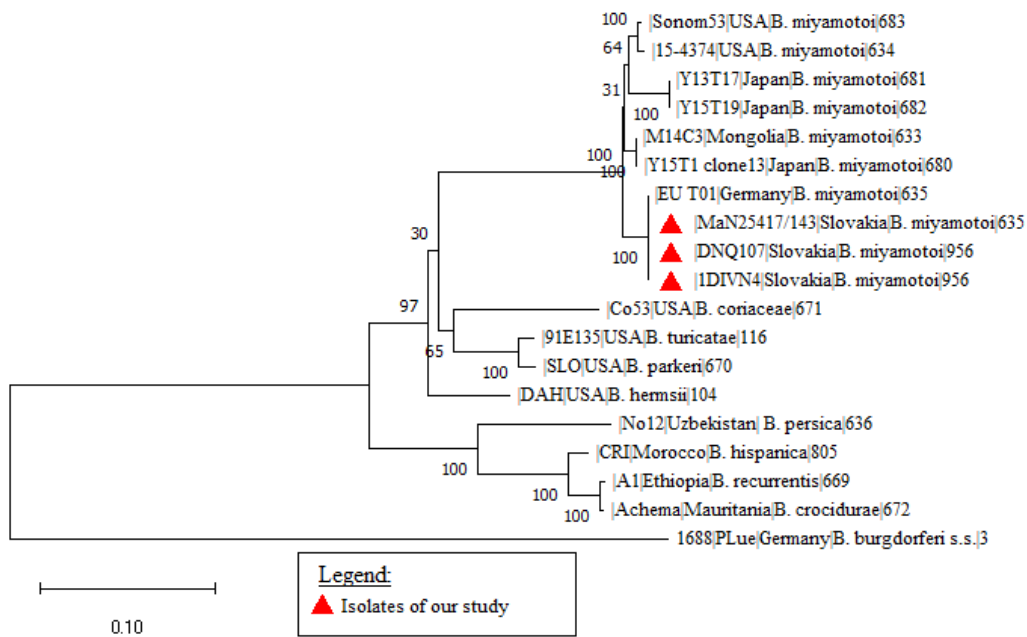 100 |Sonom53|USA|B. miyamotoi|683
64 |15-4374|USA|B. miyamotoi|634
|Y13T17|Japan|B. miyamotoi|681
31
|Y15T19|Japan|B. miyamotoi|682
100
|M14C3|Mongolia|B. miyamotoi|633
100
|Y15T1 clone13|Japan|B. miyamotoi|680
100
|EU T01|Germany|B. miyamotoi|635
|MaN25417/143|Slovakia|B. miyamotoi|635
30
|DNQ107|Slovakia|B. miyamotoi|956
100
|1DIVN4|Slovakia|B. miyamotoi|956
97
|Co53|USA|B. coriaceae|671
|91E135|USA|B. turicatae|116
65
|SLO|USA|B. parkeri|670
100
|DAH|USA|B. hermsii|104
|No12|Uzbekistan| B. persica|636
|CRI|Morocco|B. hispanica|805
100
|A1|Ethiopia|B. recurrentis|669
100
|Achema|Mauritania|B. crocidurae|672
100
1688|PLue|Germany|B. burgdorferi s.s.|3
Legend:
Isolates of our study
0.10